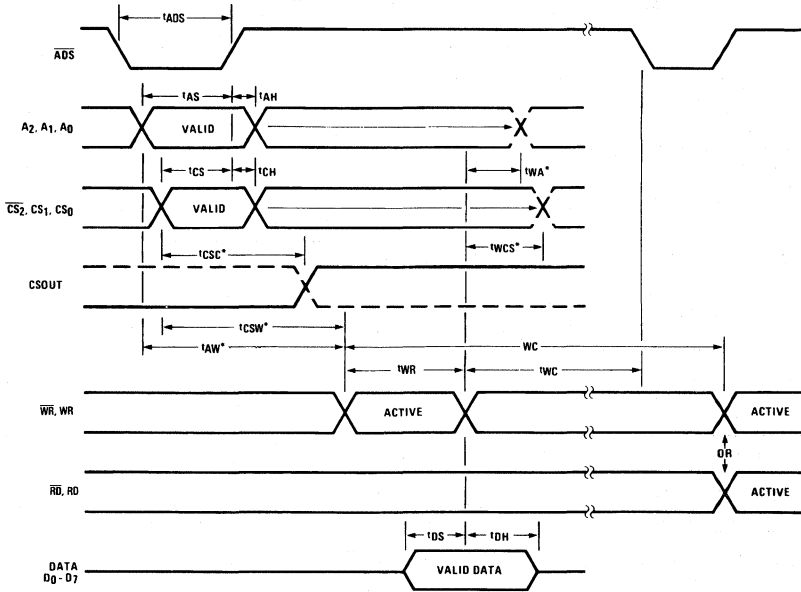 tADS
ADS
tAS tAH
A2, A1, A0 VALID
tCS tCH tWA*
CS2, CS1, CS0 VALID
tCSC* tWCS*
CSOUT
tCSW*
tAW* WC
tWR tWC
WR, WR ACTIVE ACTIVE
OR
RD, RD ACTIVE
tDS tDH
DATA
D0 - D7 VALID DATA